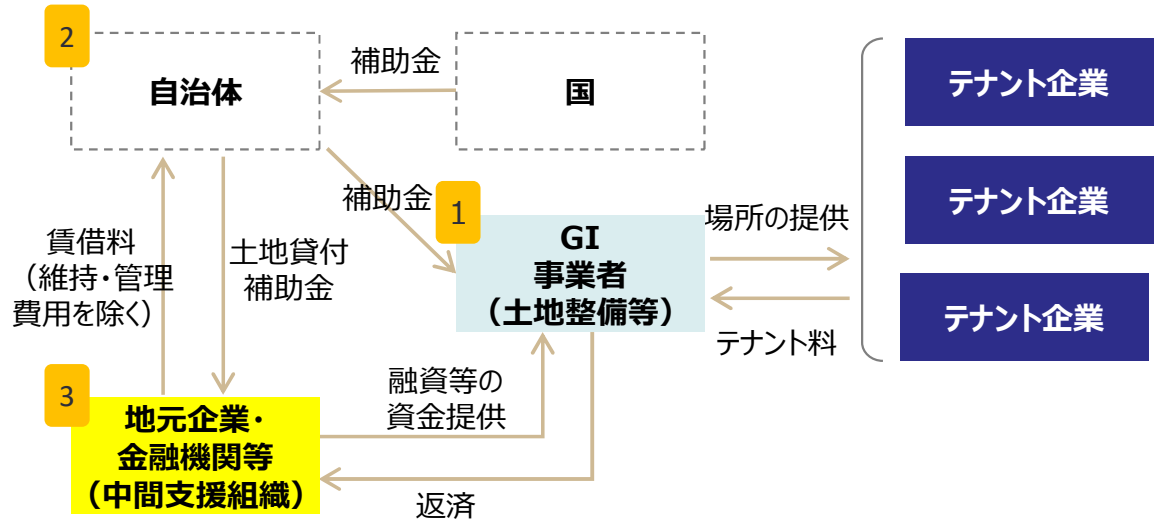 2
自治体
補助金
国
テナント企業
テナント企業
テナント企業
補助金
1
GI
事業者
(土地整備等)
場所の提供
テナント料
賃借料
(維持・管理
費用を除く)
土地貸付
補助金
3
地元企業・
金融機関等
(中間支援組織)
融資等の
資金提供
返済